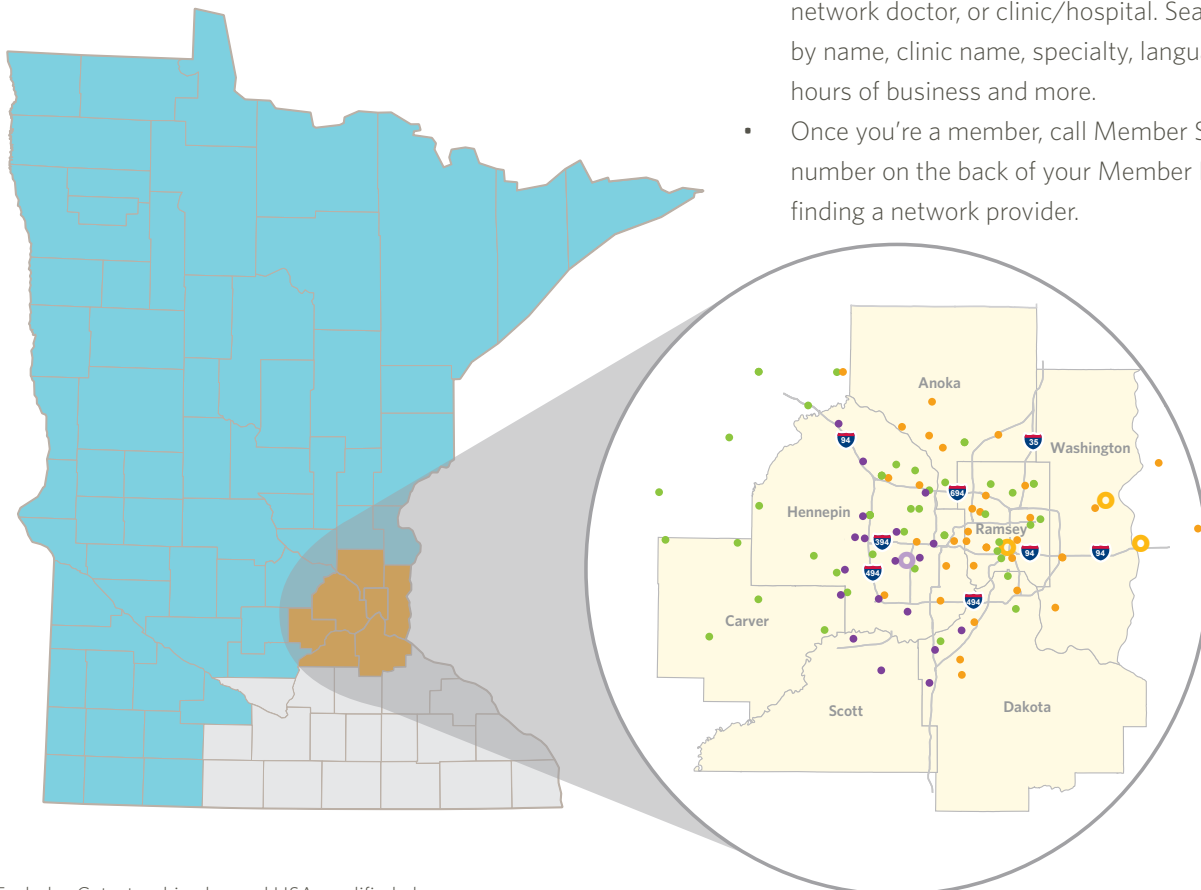 network doctor, or clinic/hospital.
by name, clinic name, specialty,
hours of business and more.
▪ Once you're a member, call Member
number on the back of your Member
finding a network provider.
Anoka
94
35
Washington
694
Hennepin
Ramsey
394
94
94
494
494
Carver
Scott
Dakota